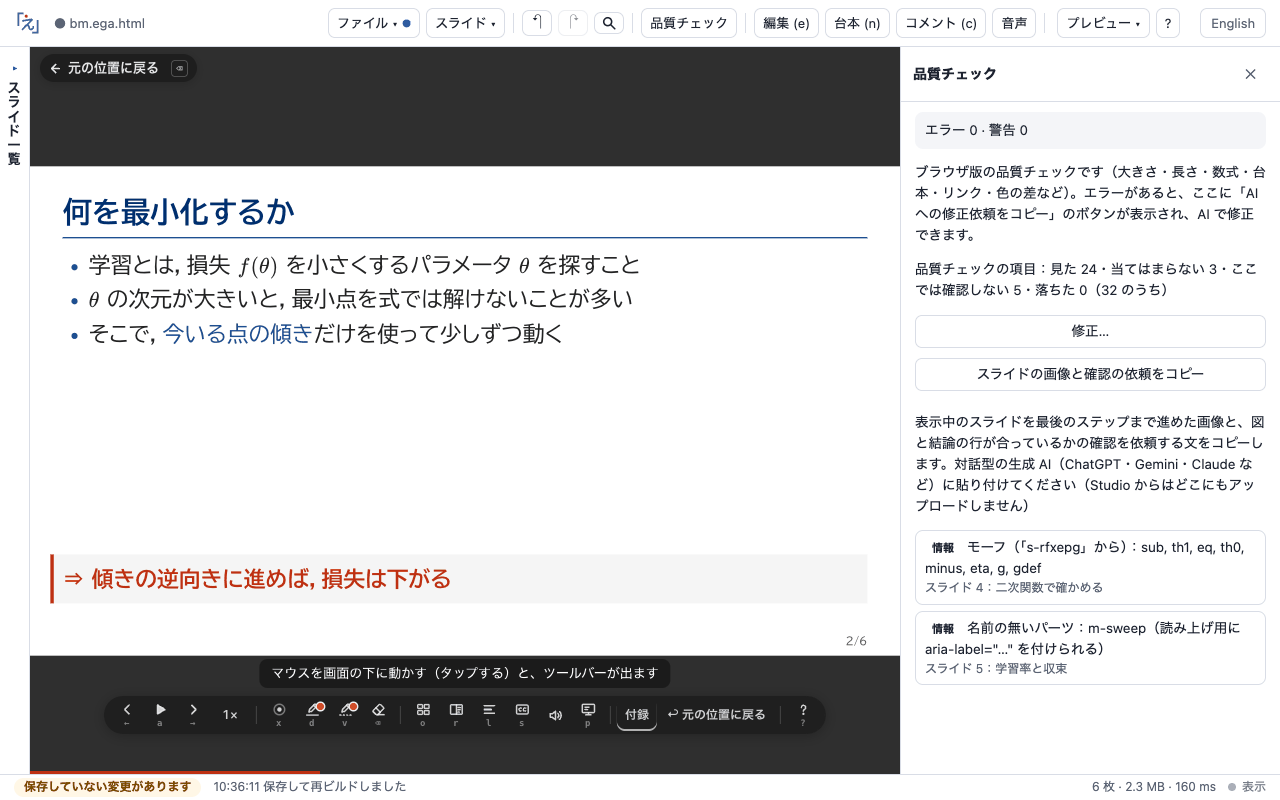 え bm.ega.html ファイル スライド 品質チェック 編集 (e) 台本 (n) コメント (c) 音声 プレビュー ? English
スライド一覧
← 元の位置に戻る
何を最小化するか
• 学習とは, 損失 f(θ) を小さくするパラメータ θ を探すこと
• θ の次元が大きいと, 最小点を式では解けないことが多い
• そこで, 今いる点の傾きだけを使って少しずつ動く
⇒ 傾きの逆向きに進めば, 損失は下がる
2/6
マウスを画面の下に動かす（タップする）と、ツールバーが出ます
1x 付録 ↩ 元の位置に戻る ?
← a → x d v o r l s p ?
品質チェック
エラー 0 · 警告 0
ブラウザ版の品質チェックです（大きさ・長さ・数式・台
本・リンク・色の差など）。エラーがあると、ここに「AI
への修正依頼をコピー」のボタンが表示され、AI で修正
できます。
品質チェックの項目：見た 24・当てはまらない 3・ここ
では確認しない 5・落ちた 0（32 のうち）
修正...
スライドの画像と確認の依頼をコピー
表示中のスライドを最後のステップまで進めた画像と、図
と結論の行が合っているかの確認を依頼する文をコピーし
ます。対話型の生成 AI（ChatGPT・Gemini・Claude な
ど）に貼り付けてください（Studio からはどこにもアッ
プロードしません）
情報 モーフ（「s-rfxepg」から）：sub, th1, eq, th0,
minus, eta, g, gdef
スライド 4：二次関数で確かめる
情報 名前の無いパーツ：m-sweep（読み上げ用に
aria-label="..." を付けられる）
スライド 5：学習率と収束
保存していない変更があります 10:36:11 保存して再ビルドしました 6 枚 · 2.3 MB · 160 ms 表示